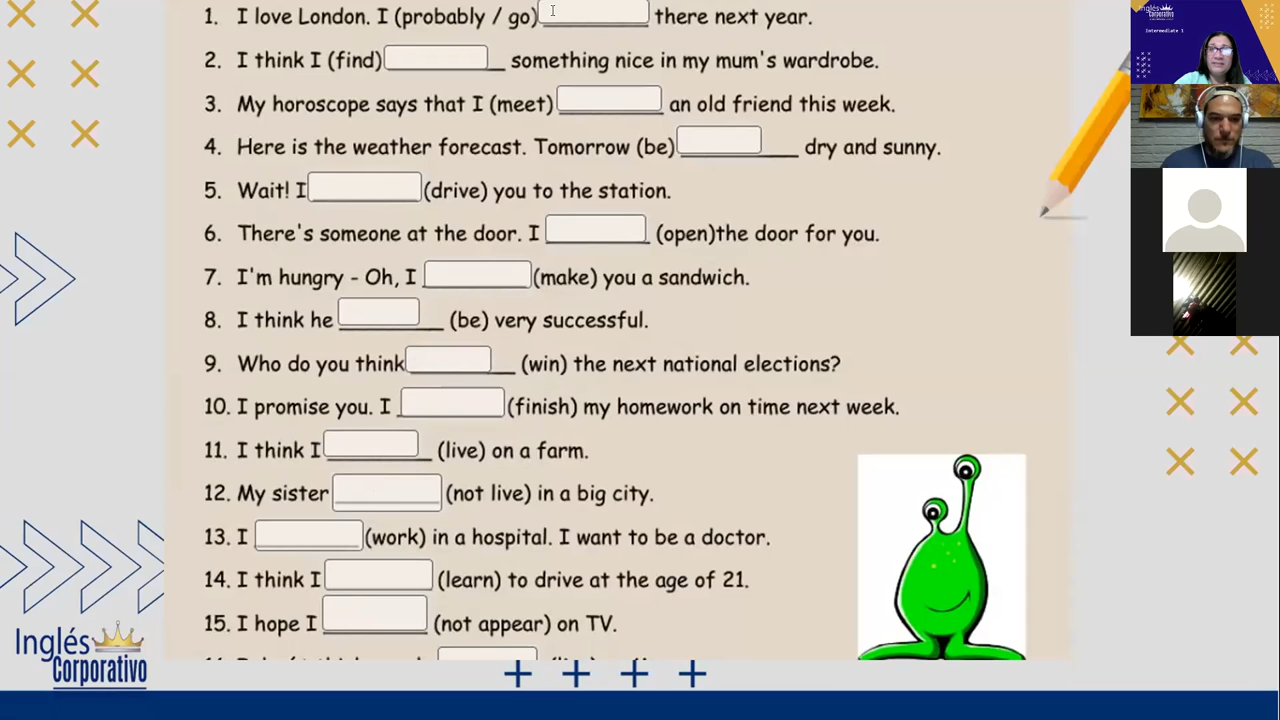 1. I love London. I (probably / go) there next year.
2. I think I (find) something nice in my mum's wardrobe.
3. My horoscope says that I (meet) an old friend this week.
4. Here is the weather forecast. Tomorrow (be) dry and sunny.
5. Wait! I (drive) you to the station.
6. There's someone at the door. I (open)the door for you.
7. I'm hungry - Oh, I (make) you a sandwich.
8. I think he (be) very successful.
9. Who do you think (win) the next national elections?
10. I promise you. I (finish) my homework on time next week.
11. I think I (live) on a farm.
12. My sister (not live) in a big city.
13. I (work) in a hospital. I want to be a doctor.
14. I think I (learn) to drive at the age of 21.
15. I hope I (not appear) on TV.
Inglés
Corporativo
Inglés
Corporativo
Intermediate 1